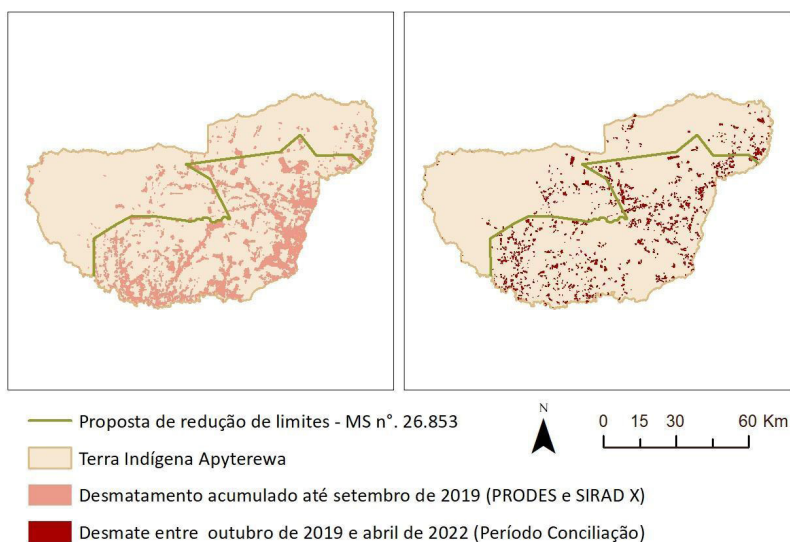 Proposta de redução de limites - MS n°. 26.853
Terra Indígena Apyterewa
Desmatamento acumulado até setembro de 2019 (PRODES e SIRAD X)
Desmate entre outubro de 2019 e abril de 2022 (Período Conciliação)
N
0 15 30 60 Km